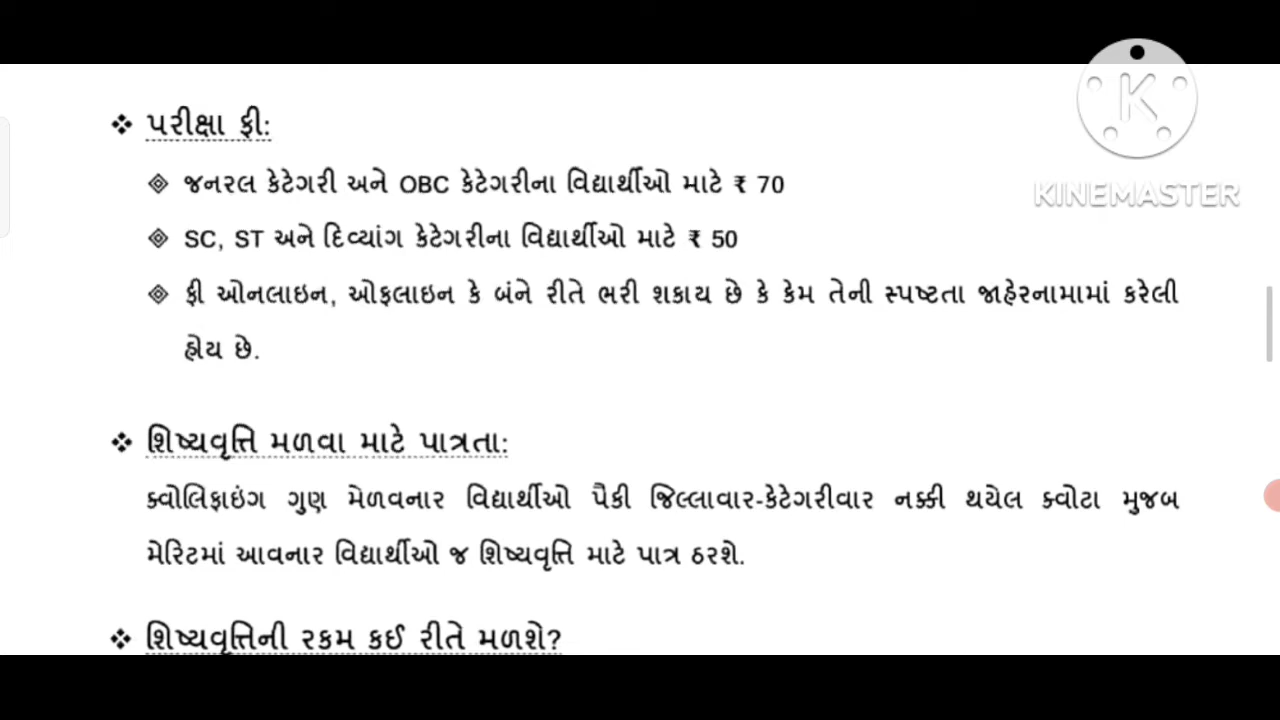 ❖ પરીક્ષા ફી:
જનરલ કેટેગરી અને OBC કેટેગરીના વિદ્યાર્થીઓ માટે ₹ 70
SC, ST અને દિવ્યાંગ કેટેગરીના વિદ્યાર્થીઓ માટે ₹ 50
ફી ઓનલાઇન, ઓફલાઇન કે બંને રીતે ભરી શકાય છે કે કેમ તેની સ્પષ્ટતા જાહેરનામામાં કરેલી
હોય છે.
❖ શિષ્યવૃત્તિ મળવા માટે પાત્રતા:
ક્વોલિફાઇંગ ગુણ મેળવનાર વિદ્યાર્થીઓ પૈકી જિલ્લાવાર-કેટેગરીવાર નક્કી થયેલ ક્વોટા મુજબ
મેરિટમાં આવનાર વિદ્યાર્થીઓ જ શિષ્યવૃત્તિ માટે પાત્ર ઠરશે.
❖ શિષ્યવૃત્તિની રકમ કઈ રીતે મળશે?
K
KINEMASTER